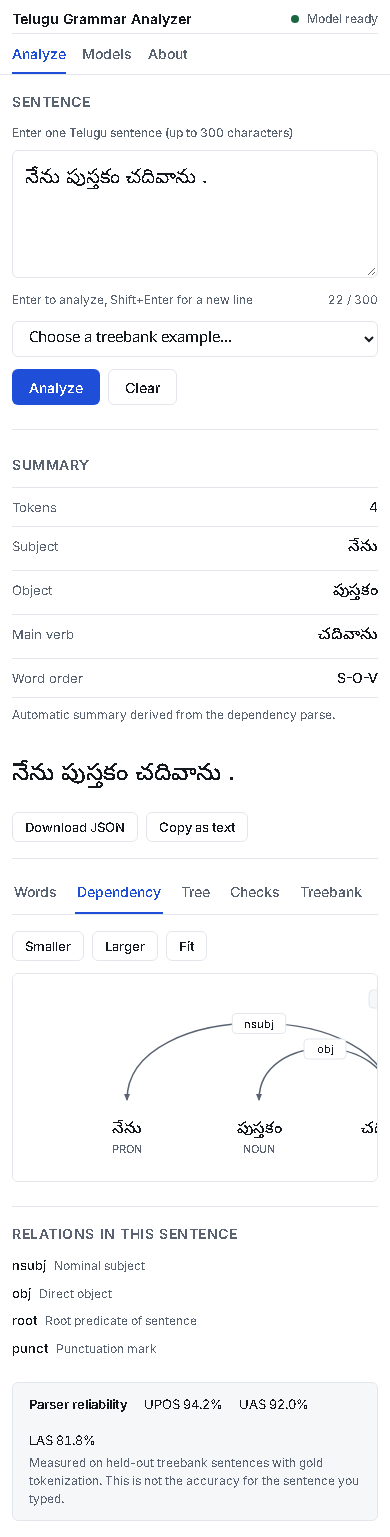 Telugu Grammar Analyzer
Model ready
Analyze Models About
SENTENCE
Enter one Telugu sentence (up to 300 characters)
నేను పుస్తకం చదివాను .
Enter to analyze, Shift+Enter for a new line 22 / 300
Choose a treebank example...
Analyze Clear
SUMMARY
Tokens 4
Subject నేను
Object పుస్తకం
Main verb చదివాను
Word order S-O-V
Automatic summary derived from the dependency parse.
నేను పుస్తకం చదివాను .
Download JSON Copy as text
Words Dependency Tree Checks Treebank
Smaller Larger Fit
nsubj
obj
నేను పుస్తకం
PRON NOUN
RELATIONS IN THIS SENTENCE
nsubj Nominal subject
obj Direct object
root Root predicate of sentence
punct Punctuation mark
Parser reliability UPOS 94.2% UAS 92.0%
LAS 81.8%
Measured on held-out treebank sentences with gold
tokenization. This is not the accuracy for the sentence you
typed.